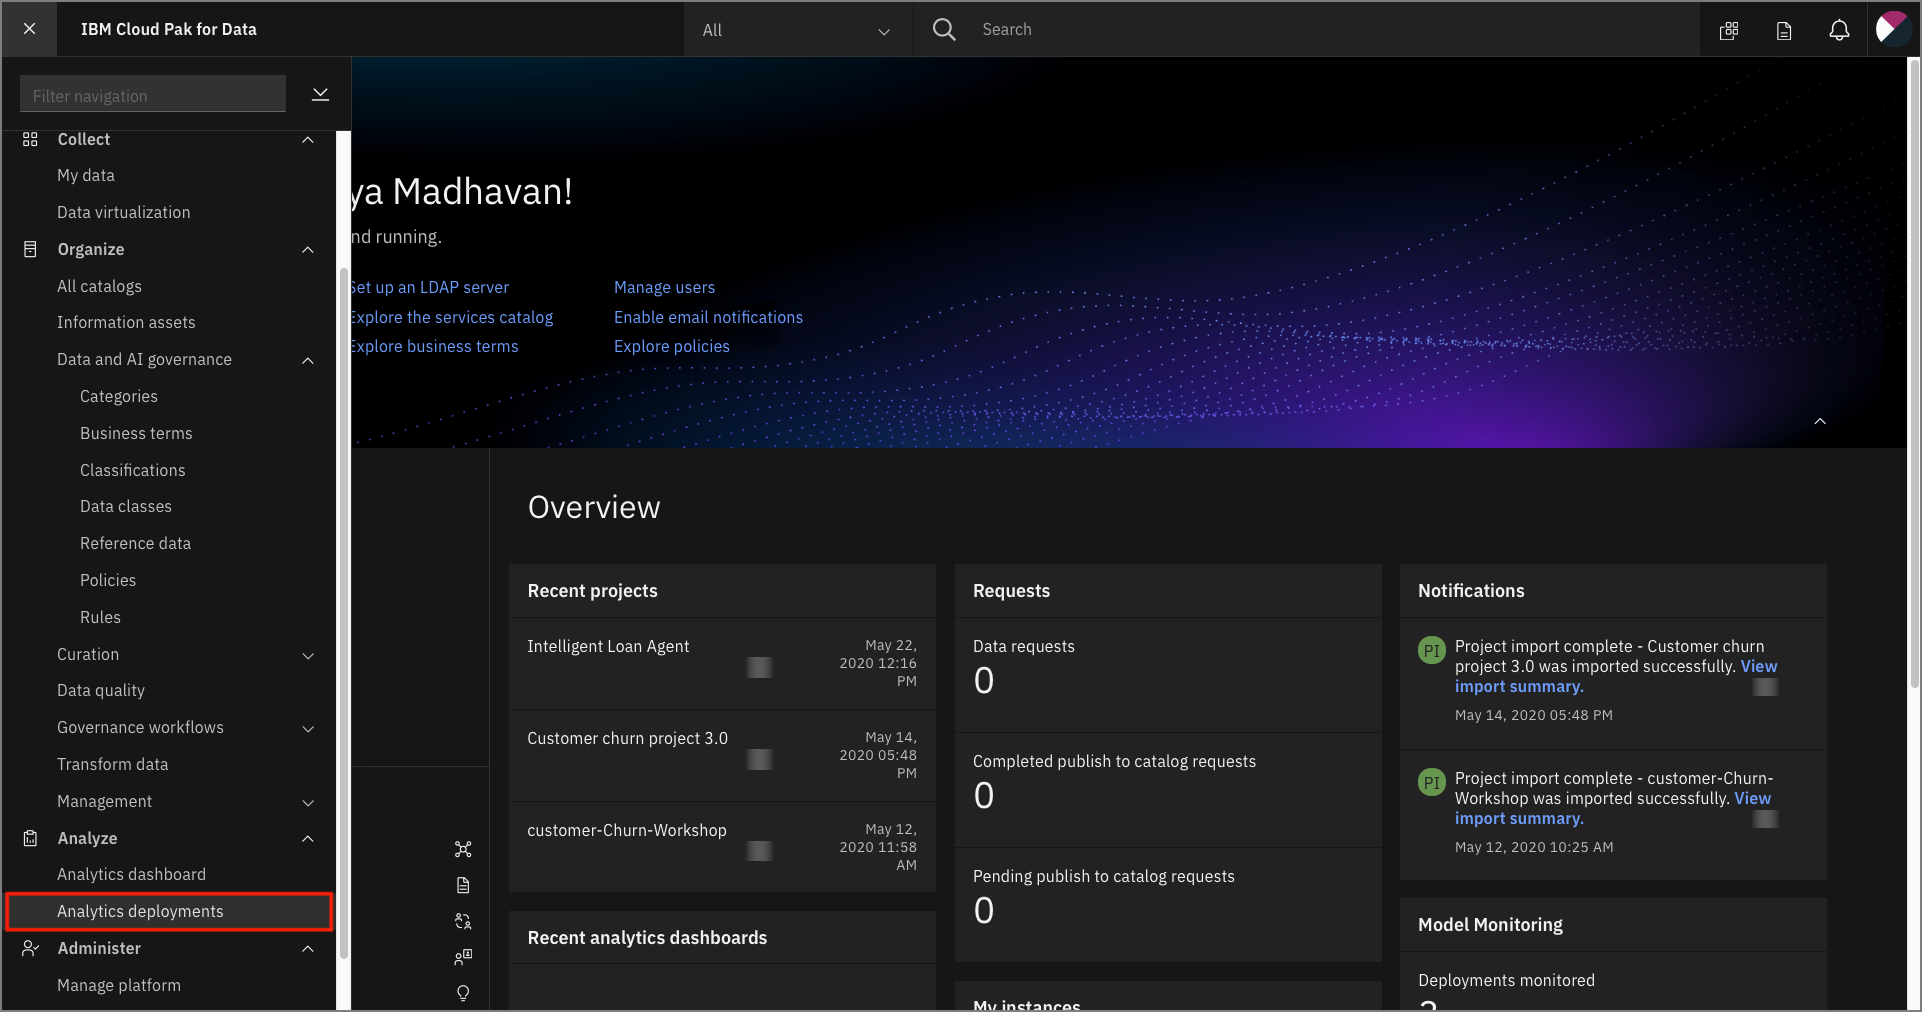 IBM Cloud Pak for Data
All
Search
Filter navigation
Collect
My data
Data virtualization
Organize
All catalogs
Information assets
Data and AI governance
Categories
Business terms
Classifications
Data classes
Reference data
Policies
Rules
Curation
Data quality
Governance workflows
Transform data
Management
Analyze
Analytics dashboard
Analytics deployments
Administer
Manage platform
ya Madhavan!
nd running.
Set up an LDAP server
Manage users
Explore the services catalog
Enable email notifications
Explore business terms
Explore policies
Overview
Recent projects
Intelligent Loan Agent
May 22,
2020 12:16
PM
Customer churn project 3.0
May 14,
2020 05:48
PM
customer-Churn-Workshop
May 12,
2020 11:58
AM
Recent analytics dashboards
Requests
Data requests
0
Completed publish to catalog requests
0
Pending publish to catalog requests
0
My instances
Notifications
PI
Project import complete - Customer churn
project 3.0 was imported successfully. View
import summary.
May 14, 2020 05:48 PM
PI
Project import complete - customer-Churn-
Workshop was imported successfully. View
import summary.
May 12, 2020 10:25 AM
Model Monitoring
Deployments monitored